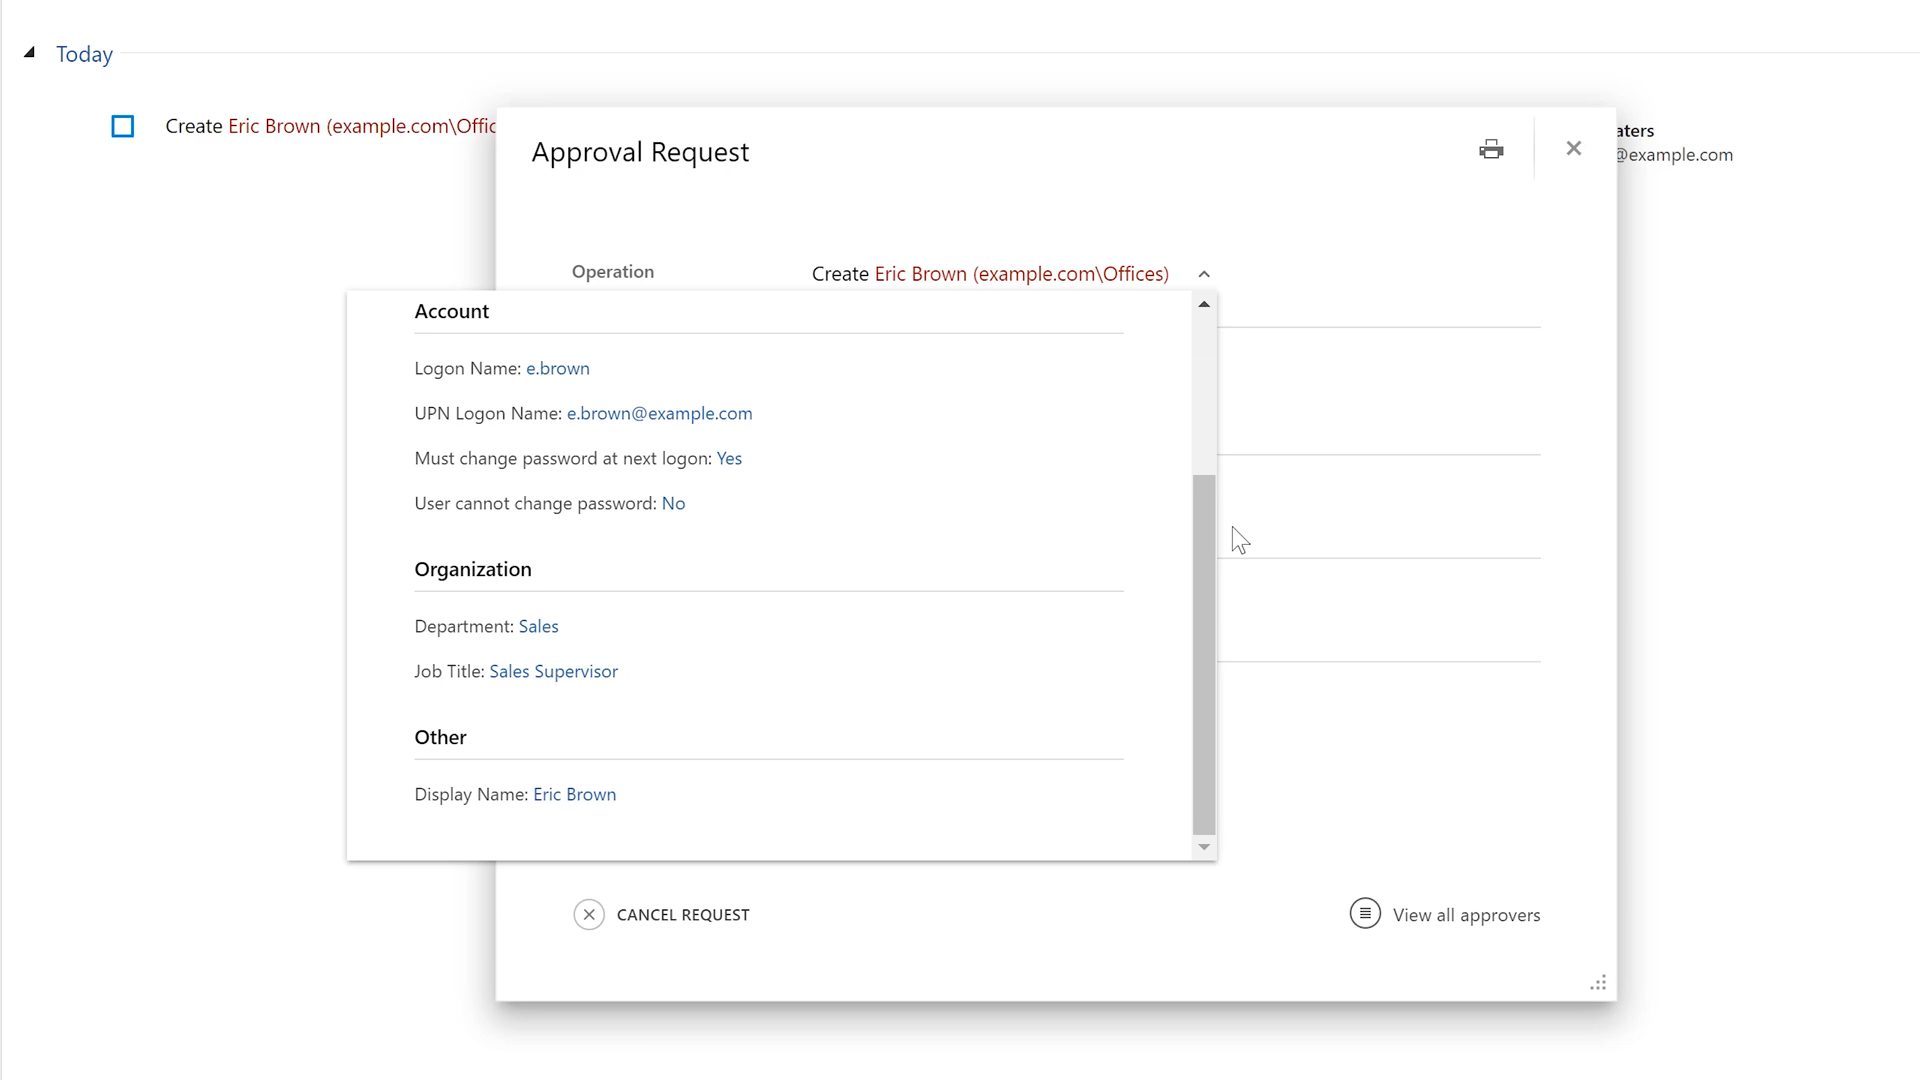 Today
Create Eric Brown (example.com\Offic
Approval Request
@example.com
Operation
Create Eric Brown (example.com\Offices)
Account
Logon Name: e.brown
UPN Logon Name: e.brown@example.com
Must change password at next logon: Yes
User cannot change password: No
Organization
Department: Sales
Job Title: Sales Supervisor
Other
Display Name: Eric Brown
CANCEL REQUEST
View all approvers